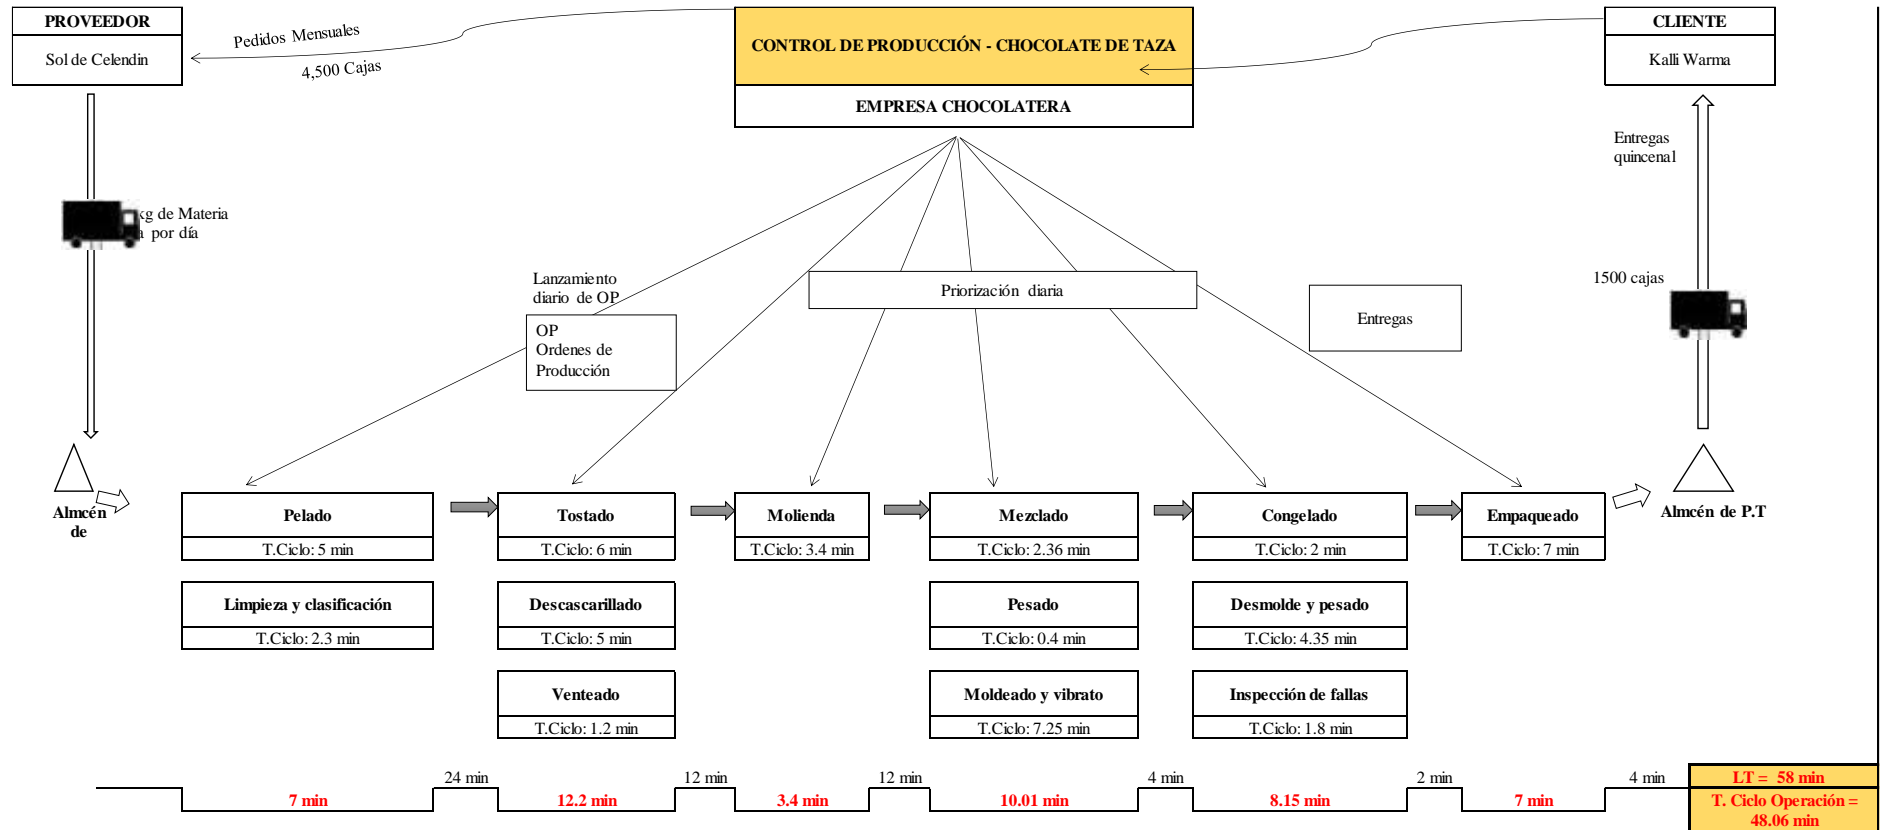 PROVEEDOR
Sol de Celendin
Pedidos Mensuales
4,500 Cajas
CONTROL DE PRODUCCIÓN - CHOCOLATE DE TAZA
EMPRESA CHOCOLATERA
CLIENTE
Kalli Warma
Entregas
quincenal
kg de Materia
por día
1500 cajas
Lanzamiento
diario de OP
OP
Ordenes de
Producción
Priorización diaria
Entregas
Almcén
de
Pelado
T.Ciclo: 5 min
Tostado
T.Ciclo: 6 min
Molienda
T.Ciclo: 3.4 min
Mezclado
T.Ciclo: 2.36 min
Congelado
T.Ciclo: 2 min
Empaqueado
T.Ciclo: 7 min
Almcén de P.T
Limpieza y clasificación
T.Ciclo: 2.3 min
Descascarillado
T.Ciclo: 5 min
Pesado
T.Ciclo: 0.4 min
Desmolde y pesado
T.Ciclo: 4.35 min
Venteado
T.Ciclo: 1.2 min
Moldeado y vibrato
T.Ciclo: 7.25 min
Inspección de fallas
T.Ciclo: 1.8 min
24 min
12 min
12 min
4 min
2 min
4 min
7 min
12.2 min
3.4 min
10.01 min
8.15 min
7 min
LT = 58 min
T. Ciclo Operación =
48.06 min